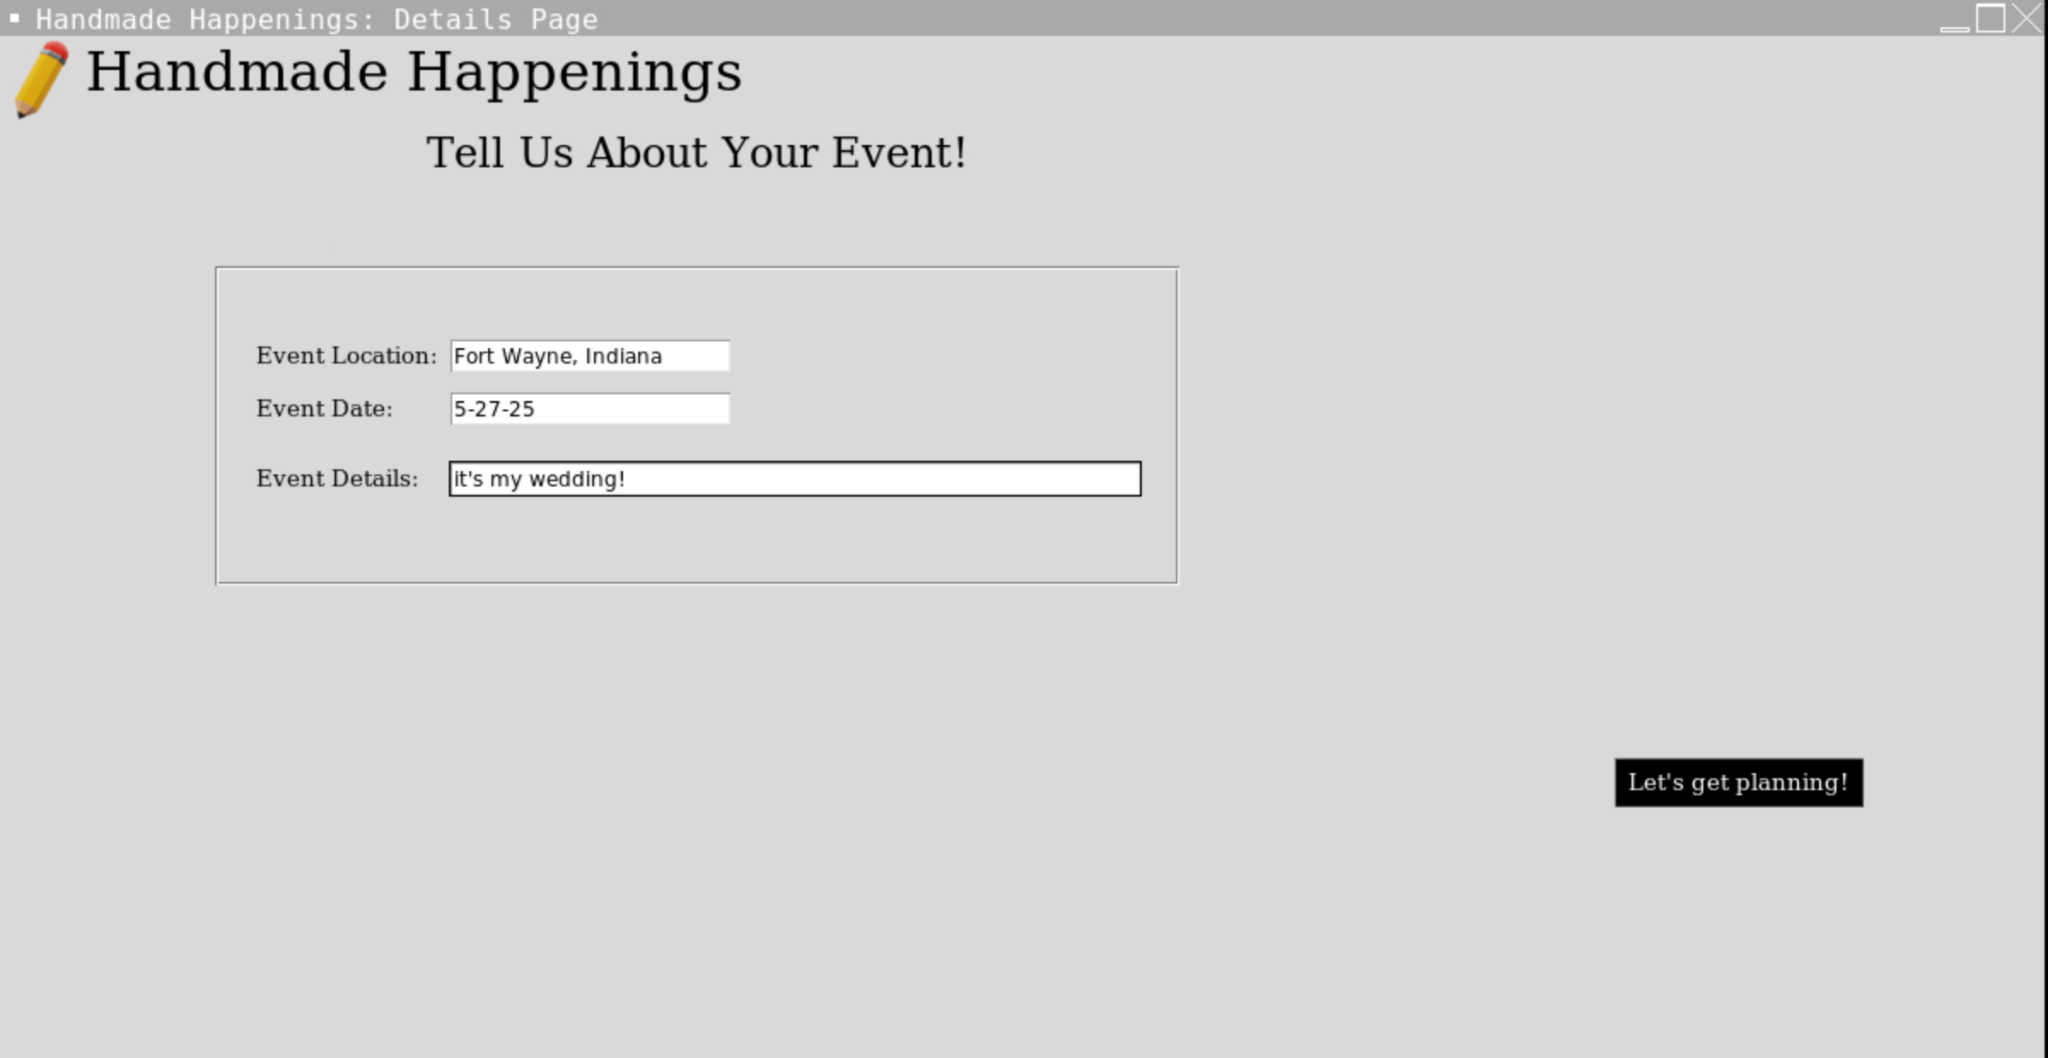 Handmade Happenings: Details Page
Handmade Happenings
Tell Us About Your Event!
Event Location: Fort Wayne, Indiana
Event Date: 5-27-25
Event Details: it's my wedding!
Let's get planning!